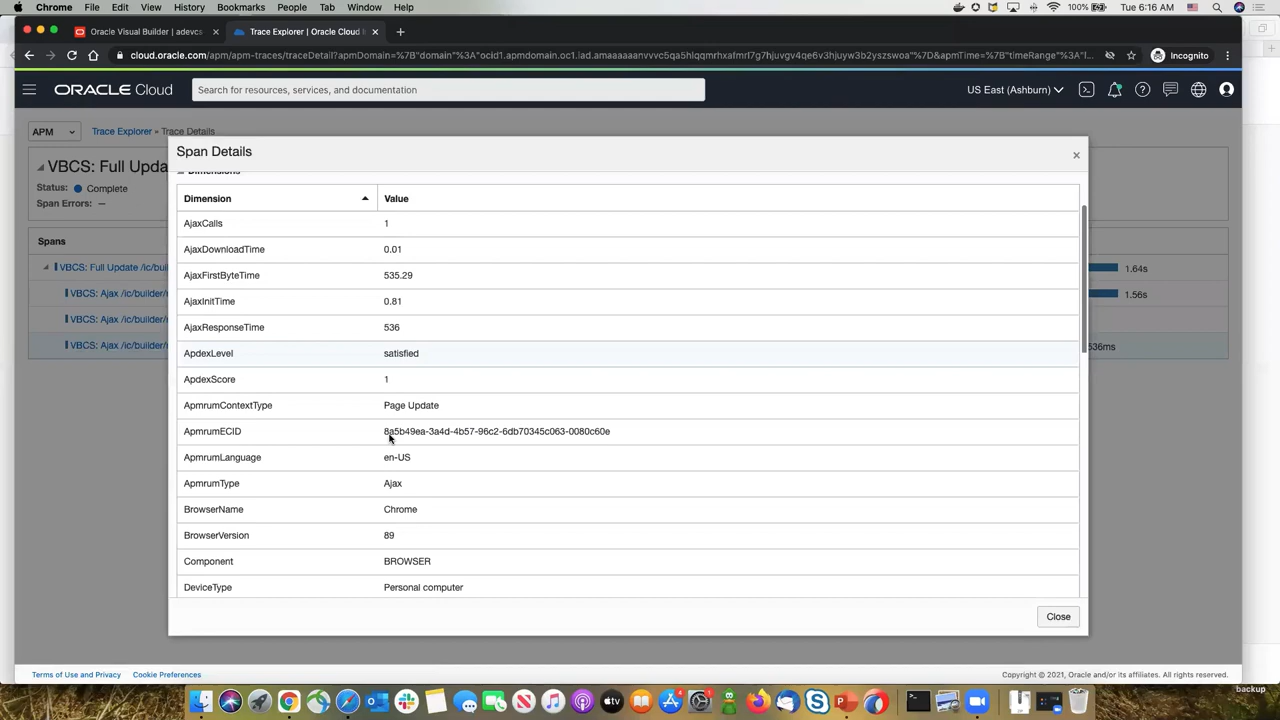 Chrome File Edit View History Bookmarks People Tab Window Help
100% Tue 6:16 AM
Oracle Visual Builder | adevcs
Trace Explorer | Oracle Cloud
Incognito
US East (Ashburn)
ORACLE Cloud
Search for resources, services, and documentation
APM
Trace Explorer » Trace Details
VBCS: Full Upda
Status: Complete
Span Errors: —
Spans
VBCS: Full Update /ic/buil
VBCS: Ajax /ic/builder/
VBCS: Ajax /ic/builder/
VBCS: Ajax /ic/builder/
1.64s
1.56s
536ms
Span Details
Dimensions
Dimension Value
AjaxCalls 1
AjaxDownloadTime 0.01
AjaxFirstByteTime 535.29
AjaxInitTime 0.81
AjaxResponseTime 536
ApdexLevel satisfied
ApdexScore 1
ApmrumContextType Page Update
ApmrumECID 8a5b49ea-3a4d-4b57-96c2-6db70345c063-0080c60e
ApmrumLanguage en-US
ApmrumType Ajax
BrowserName Chrome
BrowserVersion 89
Component BROWSER
DeviceType Personal computer
Close
Terms of Use and Privacy Cookie Preferences
Copyright © 2021, Oracle and/or its affiliates. All rights reserved.
backup